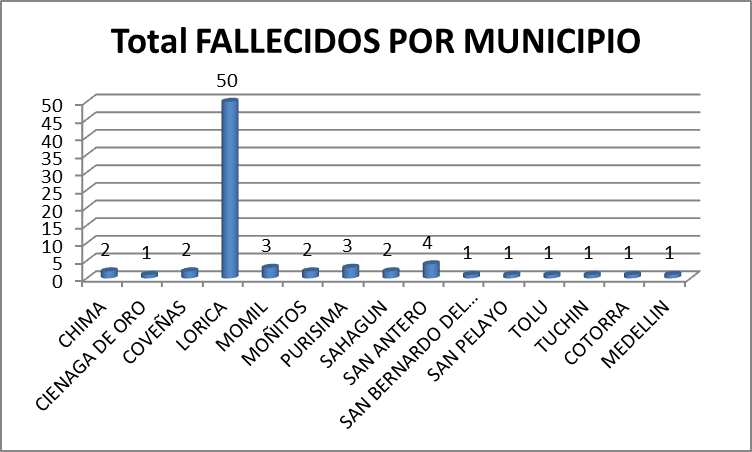 Total FALLECIDOS POR MUNICIPIO
50
45
40
35
30
25
20
15
10
5
0
2
1
2
50
3
2
3
2
4
1
1
1
1
1
1
CHIMA
CIENAGA DE ORO
COVEÑAS
LORICA
MOMIL
MOÑITOS
PURISIMA
SAHAGUN
SAN ANTERO
SAN BERNARDO DEL...
SAN PELAYO
TOLU
TUCHIN
COTORRA
MEDELLIN